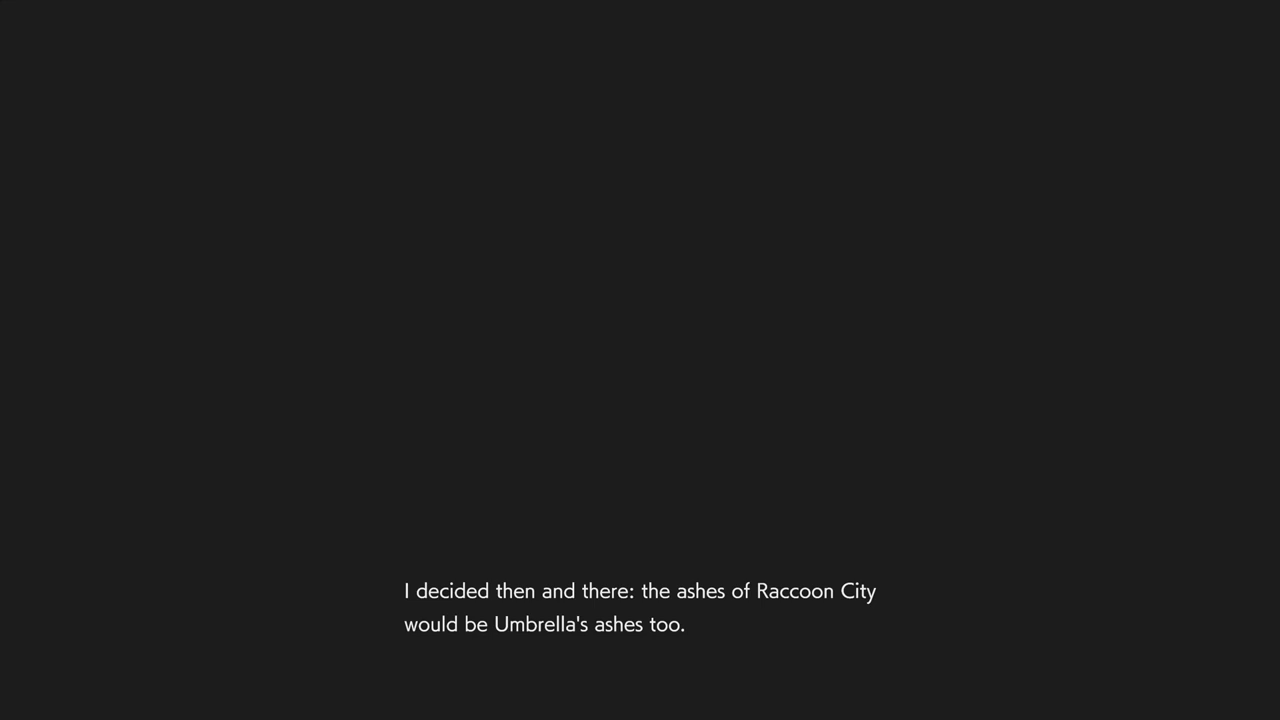 I decided then and there: the ashes of Raccoon City
would be Umbrella's ashes too.